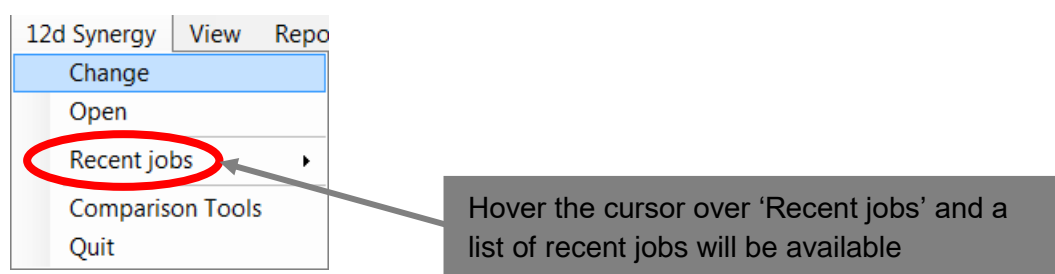 12d Synergy View Repo
Change
Open
Recent jobs
Comparison Tools
Quit
Hover the cursor over ‘Recent jobs’ and a
list of recent jobs will be available